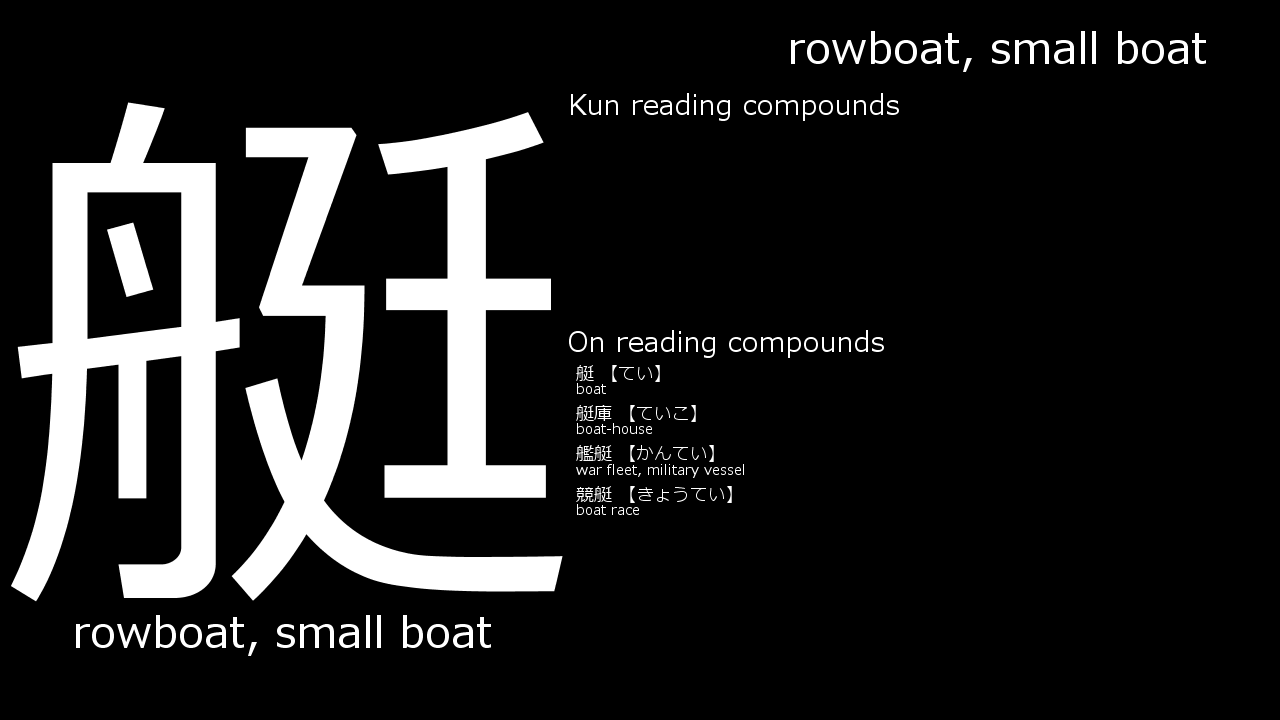 艇
rowboat, small boat
rowboat, small boat
Kun reading compounds
On reading compounds
艇 【てい】
boat
艇庫 【ていこ】
boat-house
艦艇 【かんてい】
war fleet, military vessel
競艇 【きょうてい】
boat race